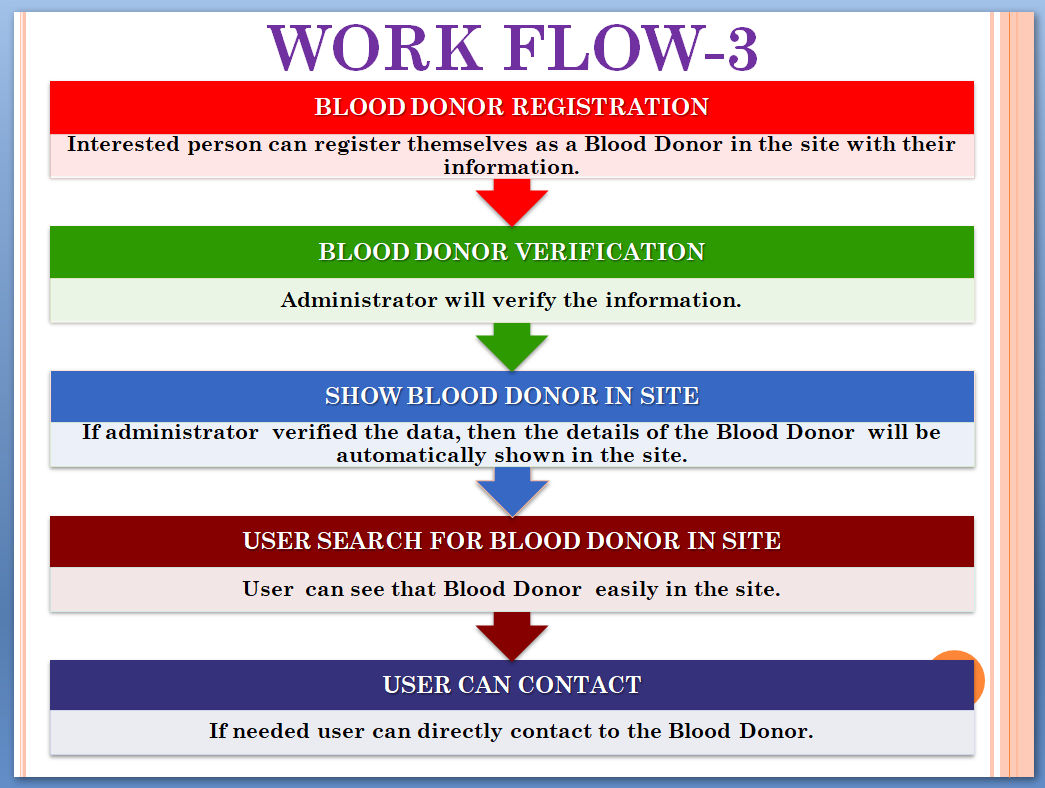 WORK FLOW-3
BLOOD DONOR REGISTRATION
Interested person can register themselves as a Blood Donor in the site with their
information.
BLOOD DONOR VERIFICATION
Administrator will verify the information.
SHOW BLOOD DONOR IN SITE
If administrator verified the data, then the details of the Blood Donor will be
automatically shown in the site.
USER SEARCH FOR BLOOD DONOR IN SITE
User can see that Blood Donor easily in the site.
USER CAN CONTACT
If needed user can directly contact to the Blood Donor.